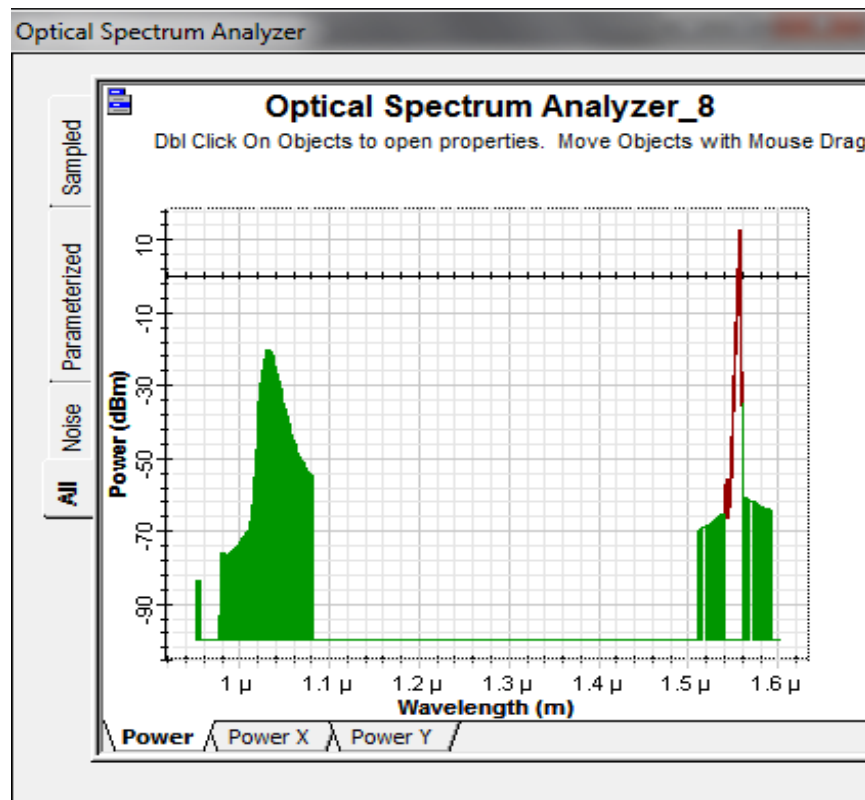 Optical Spectrum Analyzer
Optical Spectrum Analyzer_8
Dbl Click On Objects to open properties. Move Objects with Mouse Drag
Sampled
Parameterized
Noise
All
Power (dBm)
10
-10
-30
-50
-70
-90
1 µ 1.1 µ 1.2 µ 1.3 µ 1.4 µ 1.5 µ 1.6 µ
Wavelength (m)
Power Power X Power Y